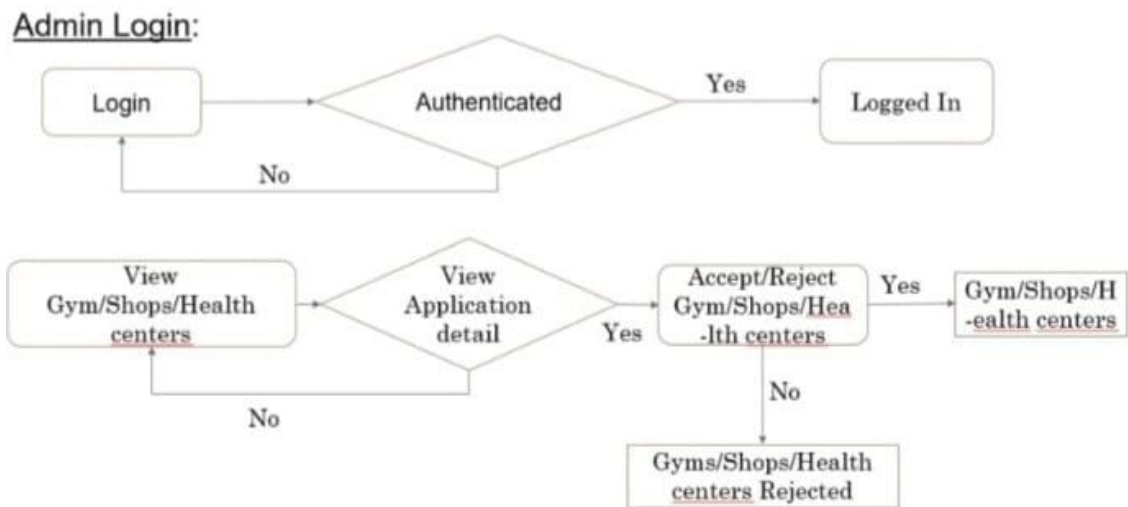 Admin Login:
Login
Authenticated
Yes
Logged In
No
View
Gym/Shops/Health
centers
View
Application
detail
Yes
Accept/Reject
Gym/Shops/Hea
-lth centers
Yes
Gym/Shops/H
-ealth centers
No
No
Gyms/Shops/Health
centers Rejected